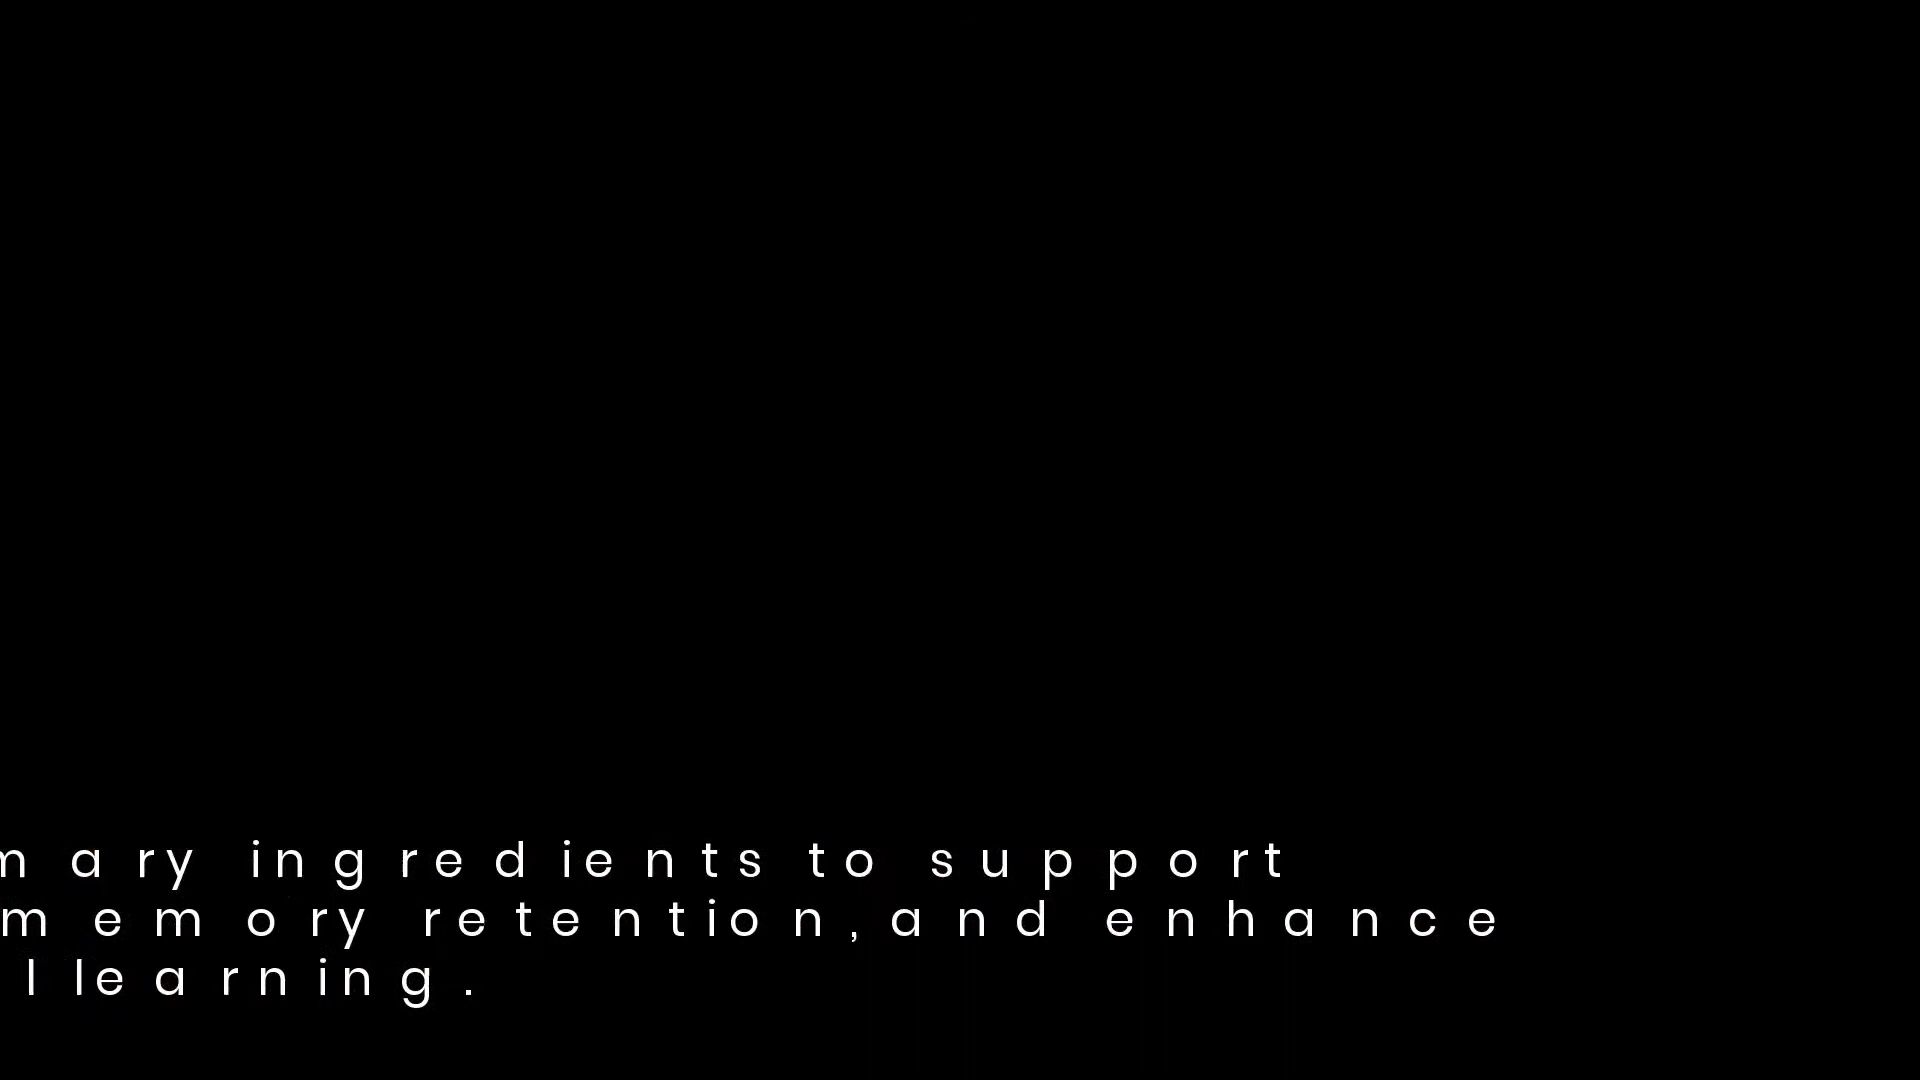 mary ingredients to support
memory retention, and enhance
l learning.